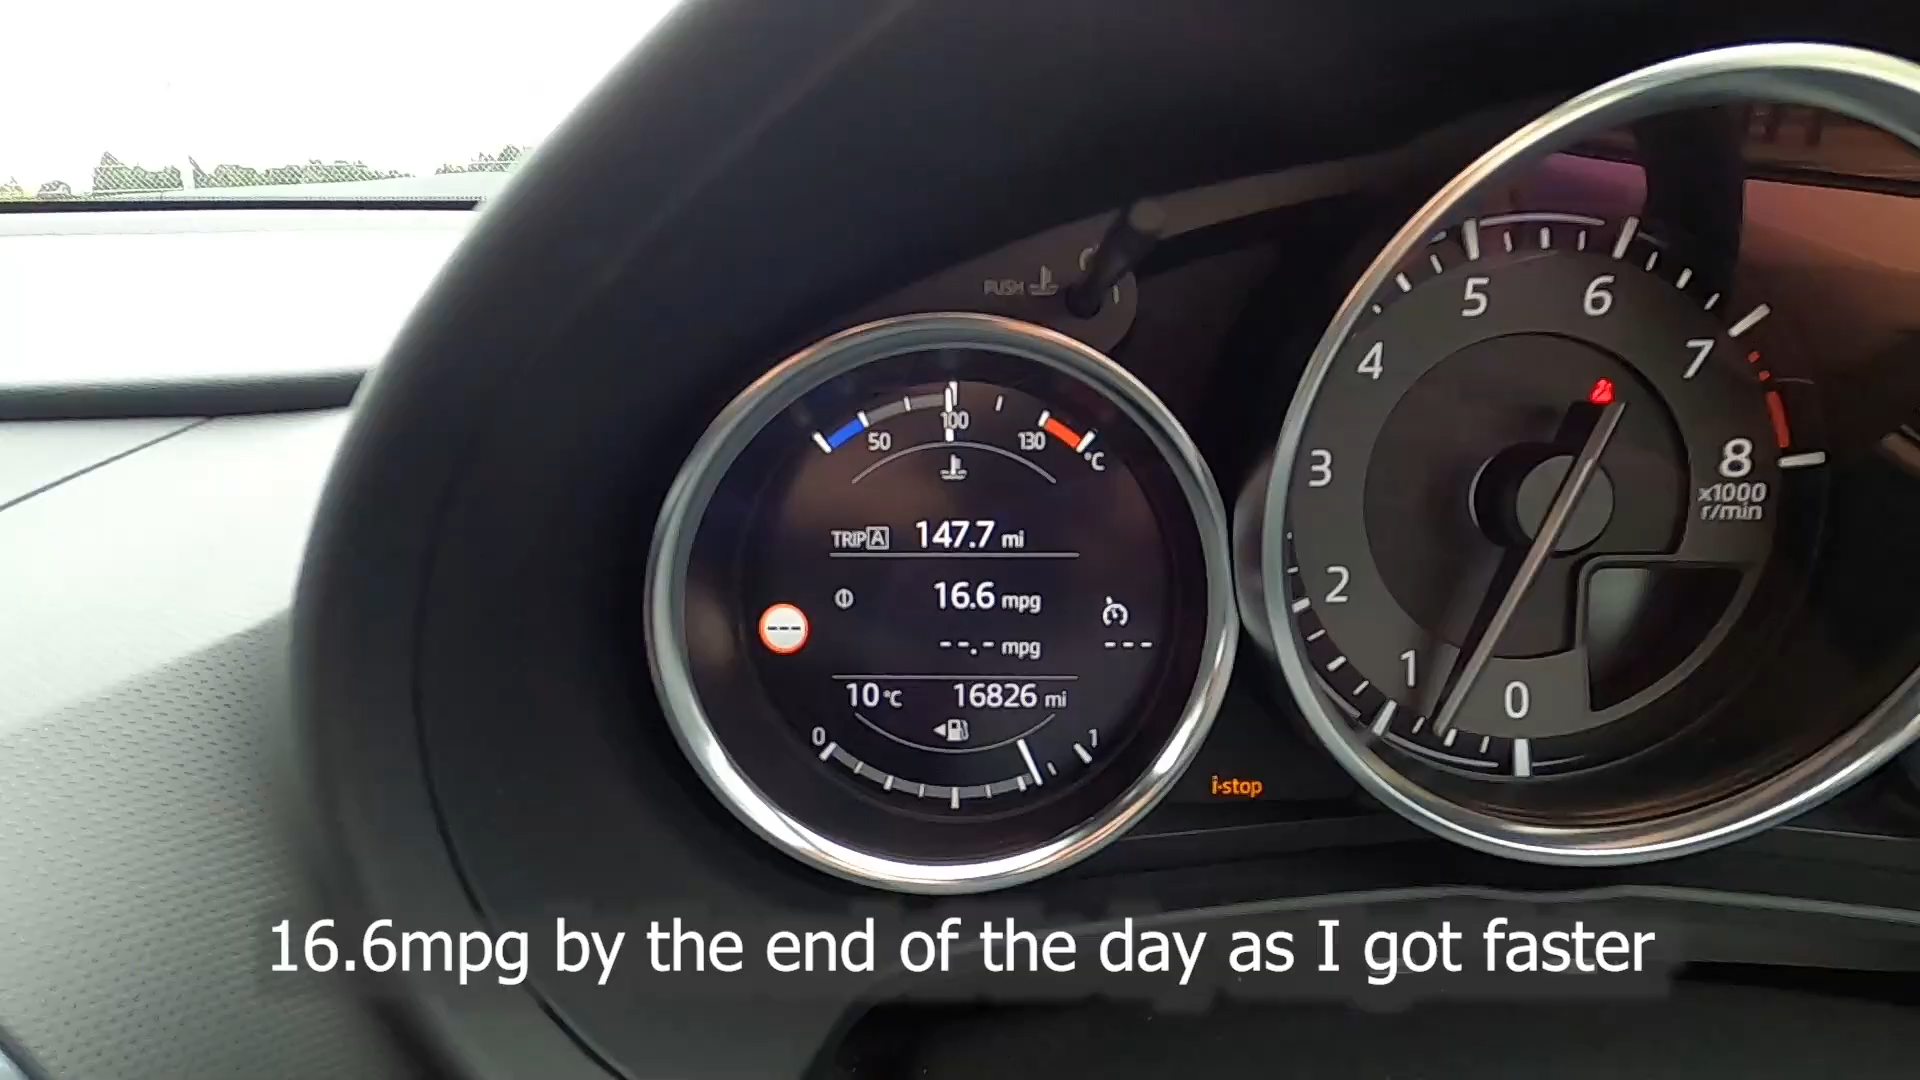 PUSH
50 100 130 °C
TRIP A 147.7 mi
16.6 mpg
---
--.- mpg
---
10 °C 16826 mi
0 1
i-stop
0 1 2 3 4 5 6 7 8
x1000
r/min
16.6mpg by the end of the day as I got faster